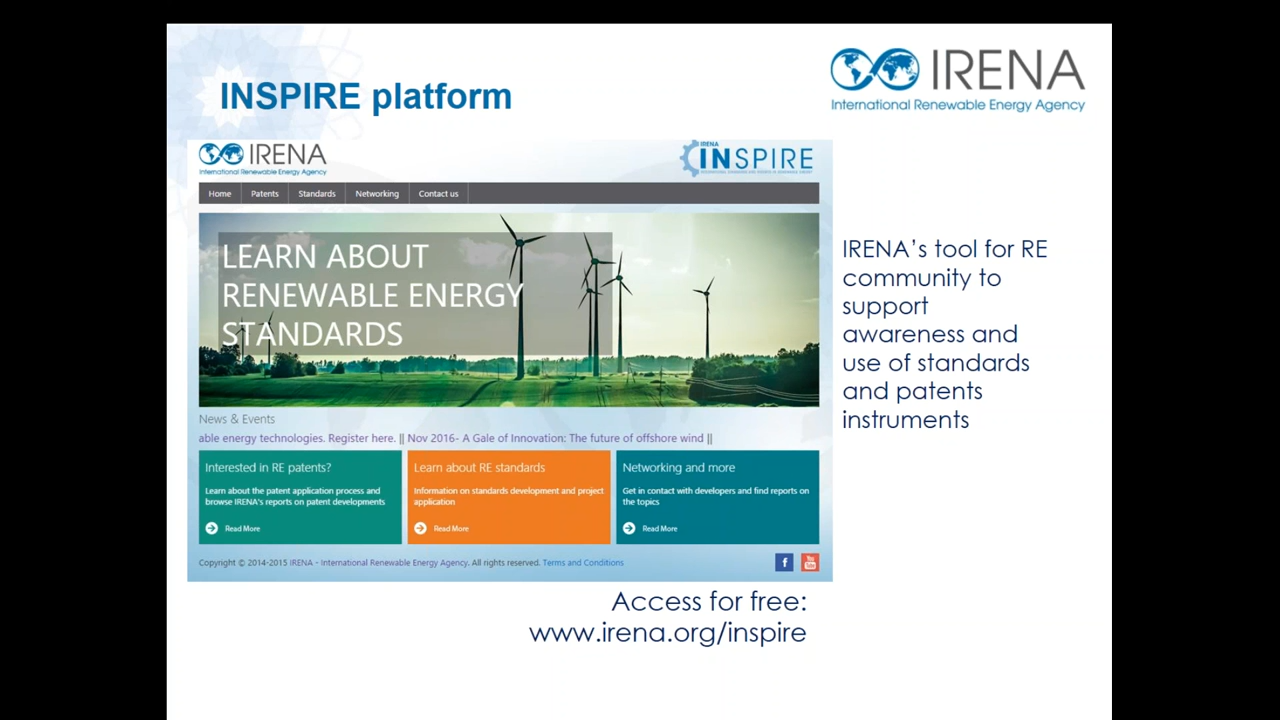 INSPIRE platform
IRENA
International Renewable Energy Agency
IRENA
International Renewable Energy Agency
IRENA
INSPIRE
Home
Patents
Standards
Networking
Contact us
LEARN ABOUT
RENEWABLE ENERGY
STANDARDS
IRENA’s tool for RE
community to
support
awareness and
use of standards
and patents
instruments
News & Events
able energy technologies. Register here. || Nov 2016- A Gale of Innovation: The future of offshore wind ||
Interested in RE patents?
Learn about the patent application process and
browse IRENA's reports on patent developments
Read More
Learn about RE standards
Information on standards development and project
application
Read More
Networking and more
Get in contact with developers and find reports on
the topics
Read More
Copyright © 2014-2015 IRENA - International Renewable Energy Agency. All rights reserved. Terms and Conditions
f
You
Tube
Access for free:
www.irena.org/inspire